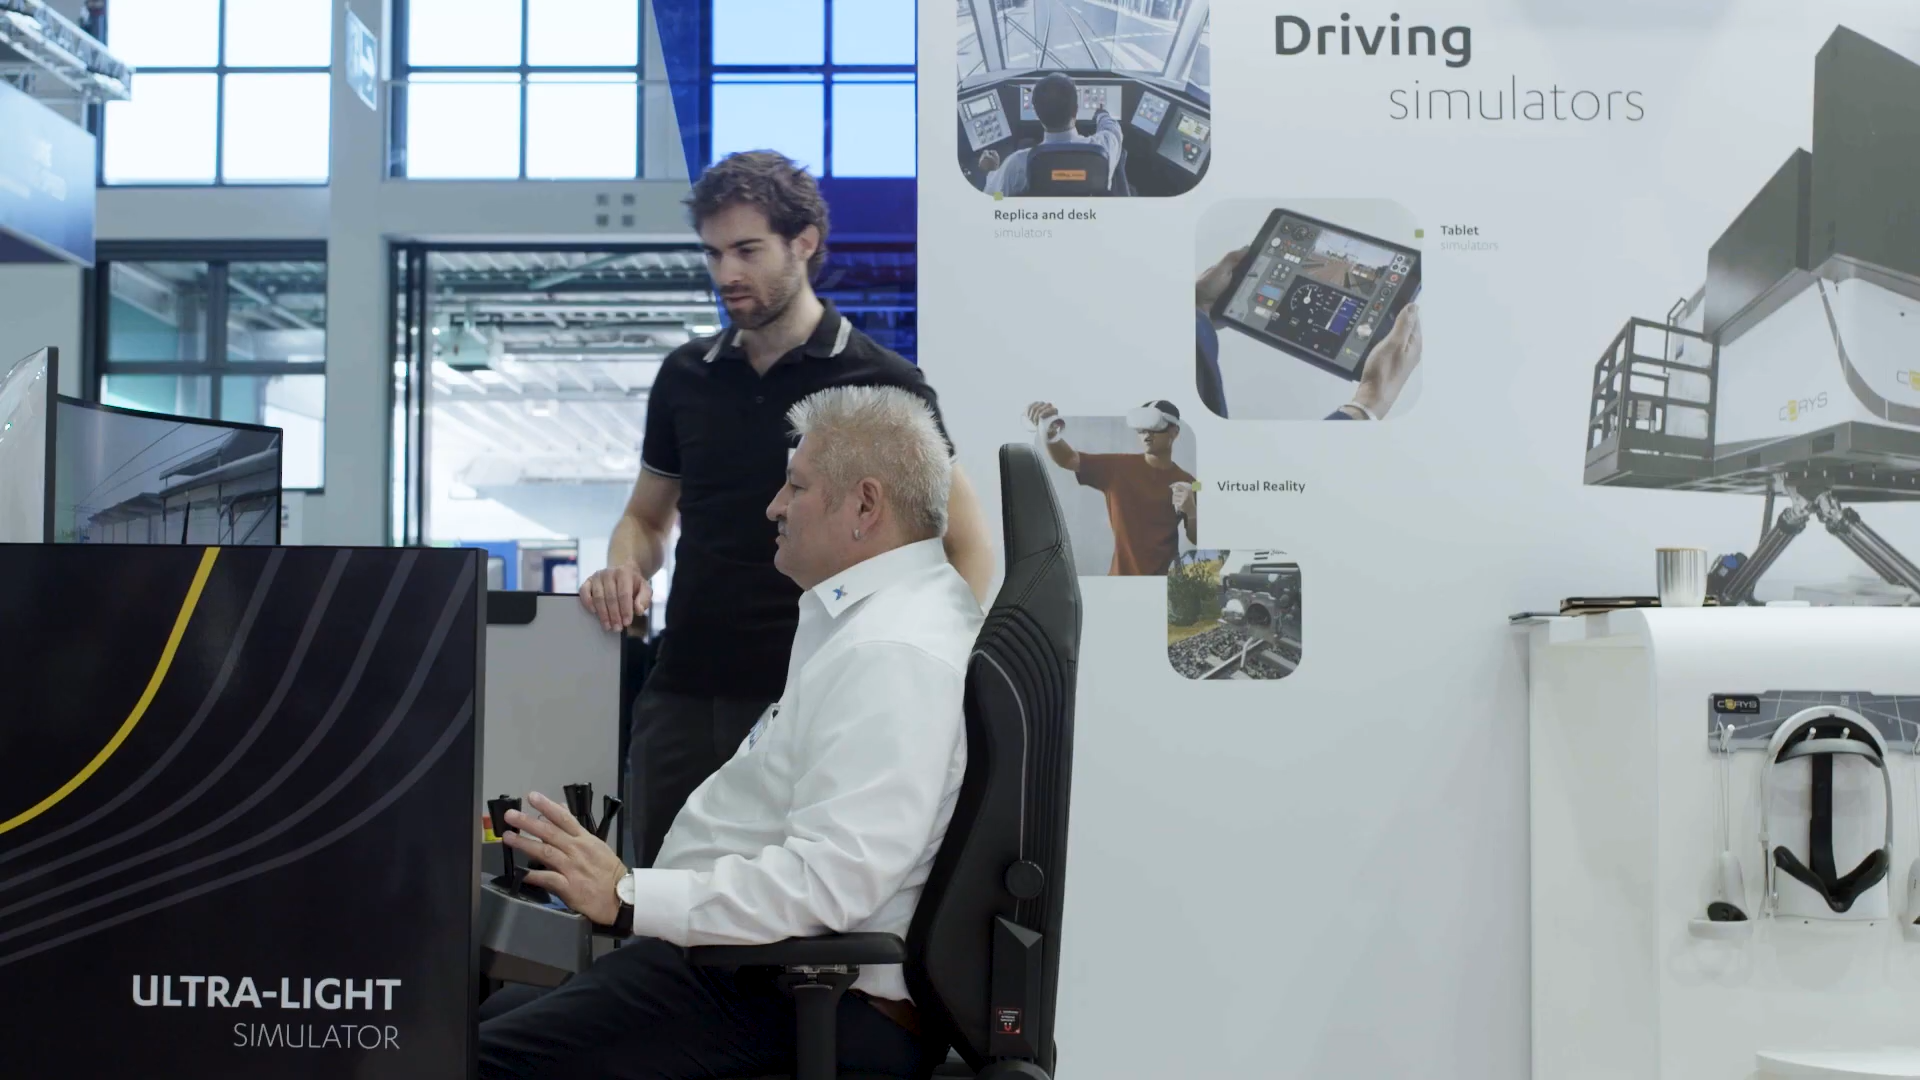 Driving
simulators
Replica and desk
simulators
Tablet
simulators
Virtual Reality
CORYS
CORYS
ULTRA-LIGHT
SIMULATOR